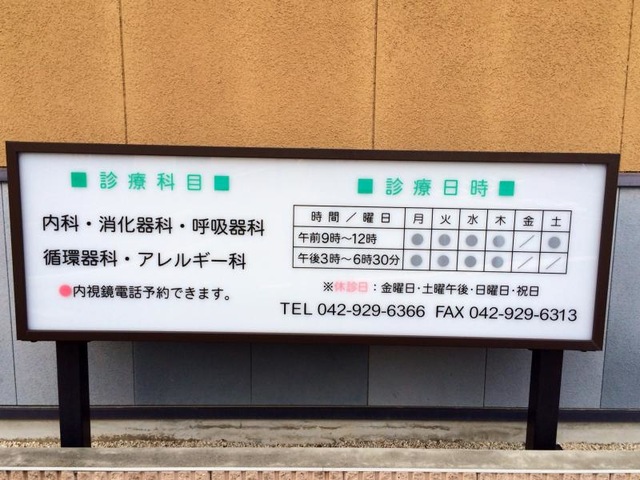 ■診療科目■
内科・消化器科・呼吸器科
循環器科・アレルギー科
●内視鏡電話予約できます。
■診療日時■
時間／曜日 月 火 水 木 金 土
午前9時～12時 ● ● ● ● ／ ●
午後3時～6時30分 ● ● ● ● ／ ／
※休診日：金曜日・土曜午後・日曜日・祝日
TEL 042-929-6366 FAX 042-929-6313